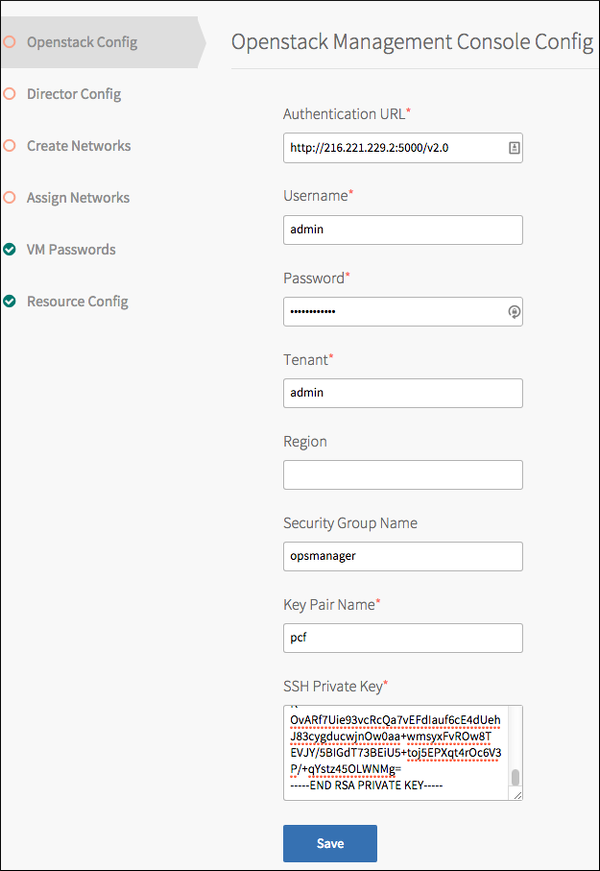 Openstack Config
Director Config
Create Networks
Assign Networks
VM Passwords
Resource Config
Openstack Management Console Config
Authentication URL*
http://216.221.229.2:5000/v2.0
Username*
admin
Password*
••••••••••••
Tenant*
admin
Region
Security Group Name
opsmanager
Key Pair Name*
pcf
SSH Private Key*
OvARf7Uie93vcRcQa7vEFdIauf6cE4dUeh
J83cygducwjnOw0aa+wmsyxFvROw8T
EVJY/5BIGdT73BEiU5+toj5EPXqt4rOc6V3
P/+qYstz45OLWNMg=
-----END RSA PRIVATE KEY-----
Save